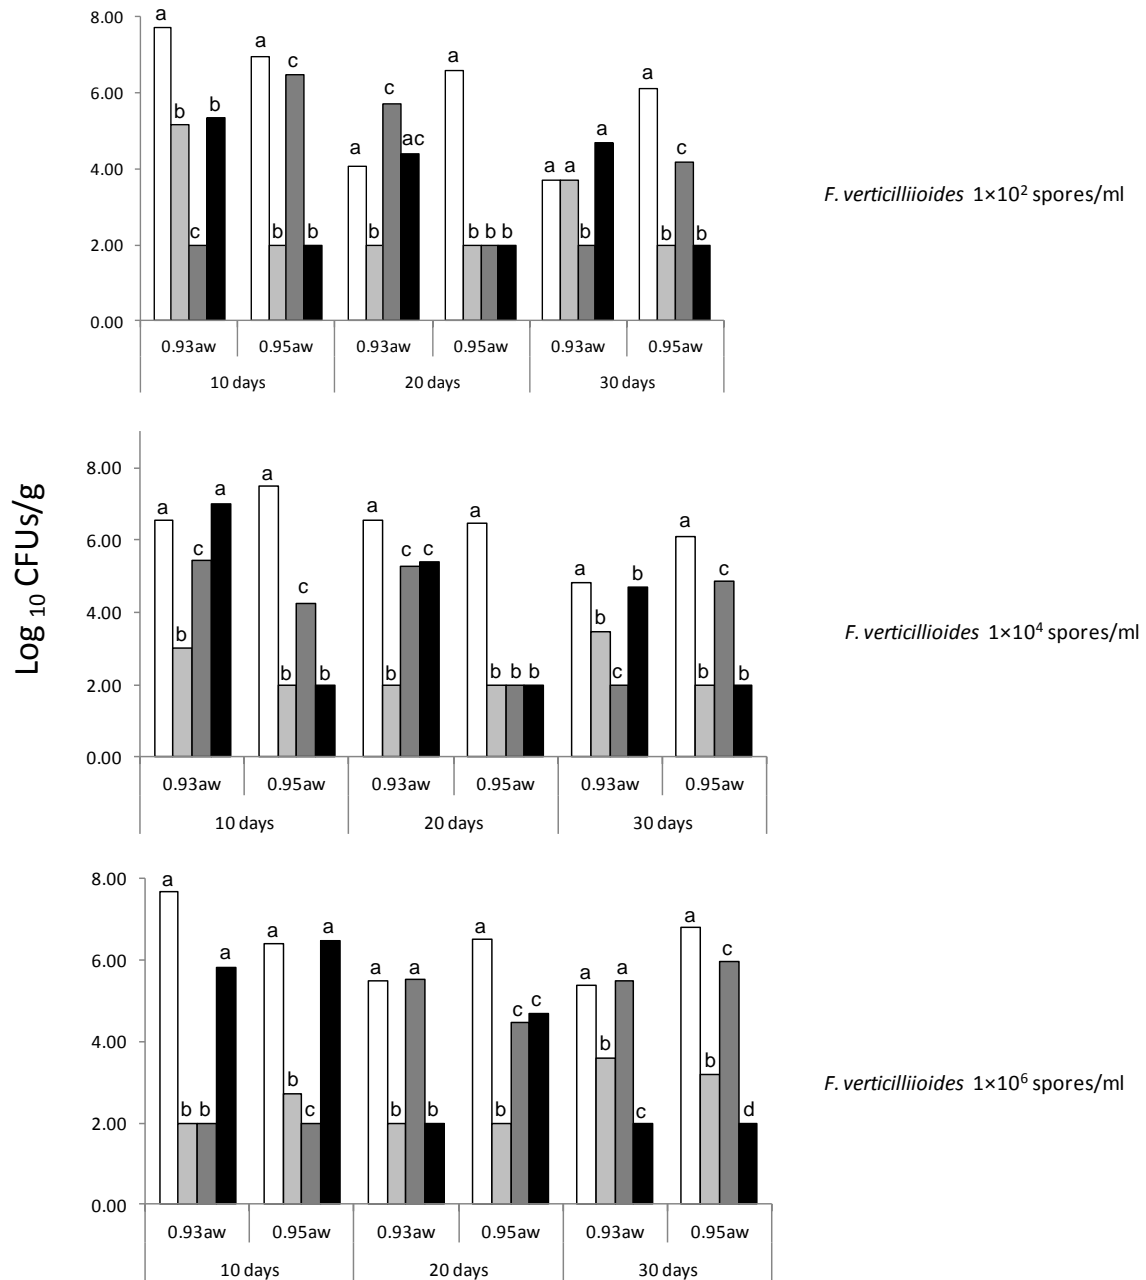 8.00
6.00
4.00
2.00
0.00
a
b
c
b
a
b
c
b
a
b
c
ac
a
b b b
a a
b
a
a
b
c
b
0.93aw 0.95aw 0.93aw 0.95aw 0.93aw 0.95aw
10 days 20 days 30 days
F. verticilliioides 1×10² spores/ml
Log 10 CFUs/g
8.00
6.00
4.00
2.00
0.00
a
b
c
a
a
b
c
b
a
b
c c
a
b b b
a
b
c
b
a
b
c
b
0.93aw 0.95aw 0.93aw 0.95aw 0.93aw 0.95aw
10 days 20 days 30 days
F. verticillioides 1×10⁴ spores/ml
8.00
6.00
4.00
2.00
0.00
a
b b
a
a
b
c
a
a
b
a
b
a
b
c c
a
b
a
c
a
b
c
d
0.93aw 0.95aw 0.93aw 0.95aw 0.93aw 0.95aw
10 days 20 days 30 days
F. verticilliioides 1×10⁶ spores/ml